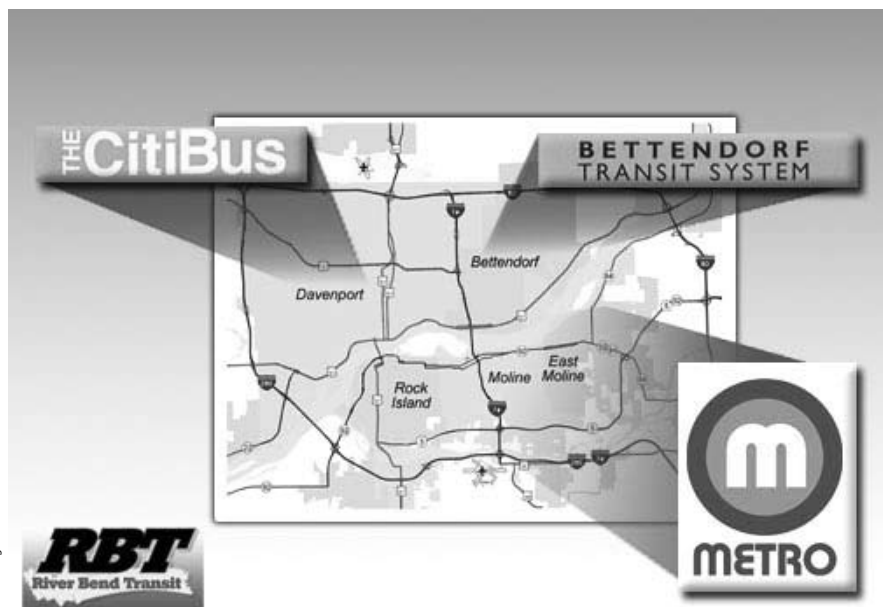 THE CitiBus
BETTENDORF
TRANSIT SYSTEM
Bettendorf
Davenport
East
Moline
Moline
Rock
Island
m
METRO
RBT
River Bend Transit